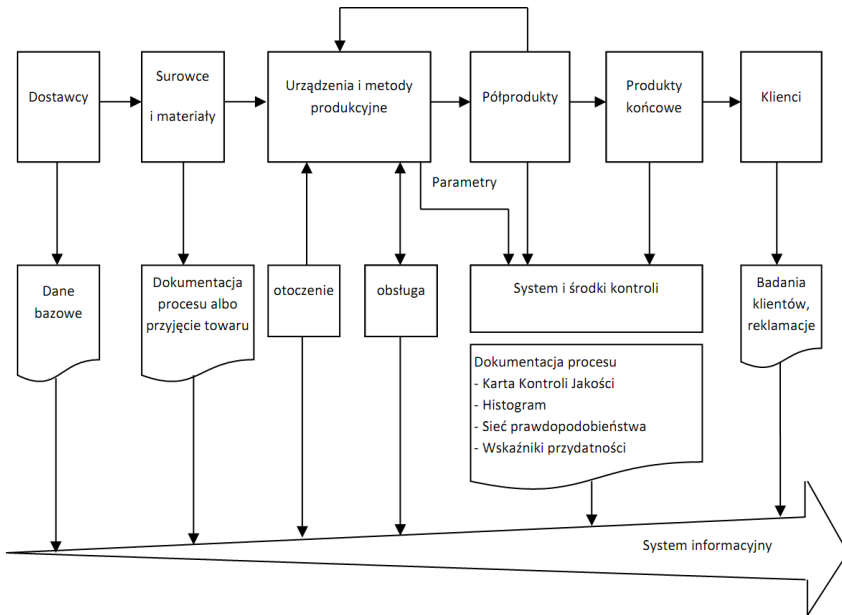 Dostawcy
Surowce
i materiały
Urządzenia i metody
produkcyjne
Półprodukty
Produkty
końcowe
Klienci
Parametry
Dane
bazowe
Dokumentacja
procesu albo
przyjęcie towaru
otoczenie
obsługa
System i środki kontroli
Badania
klientów,
reklamacje
Dokumentacja procesu
- Karta Kontroli Jakości
- Histogram
- Sieć prawdopodobieństwa
- Wskaźniki przydatności
System informacyjny